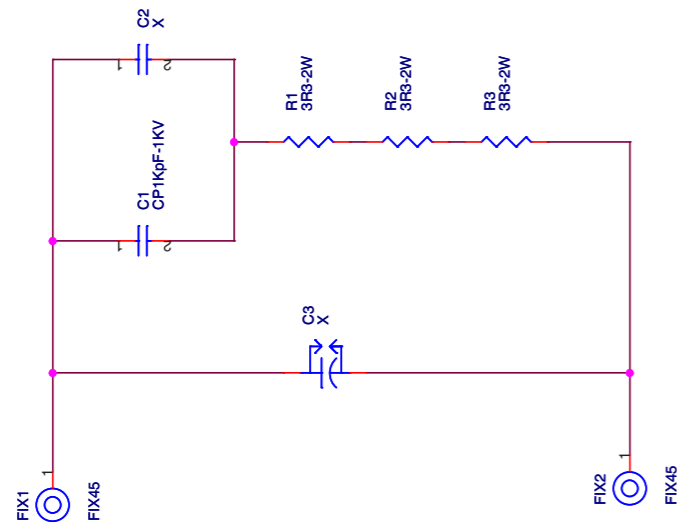 C2
X
1
2
C1
CP1KpF-1KV
1
2
R1
3R3-2W
R2
3R3-2W
R3
3R3-2W
C3
X
FIX1
1
FIX45
FIX2
1
FIX45